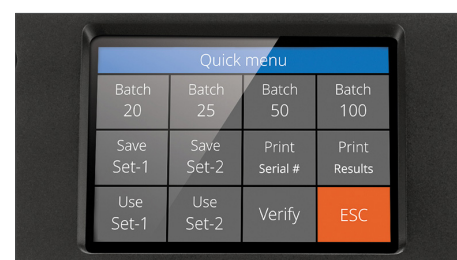 Quick menu
Batch Batch Batch Batch
20 25 50 100
Save Save Print Print
Set-1 Set-2 Serial # Results
Use Use Verify ESC
Set-1 Set-2